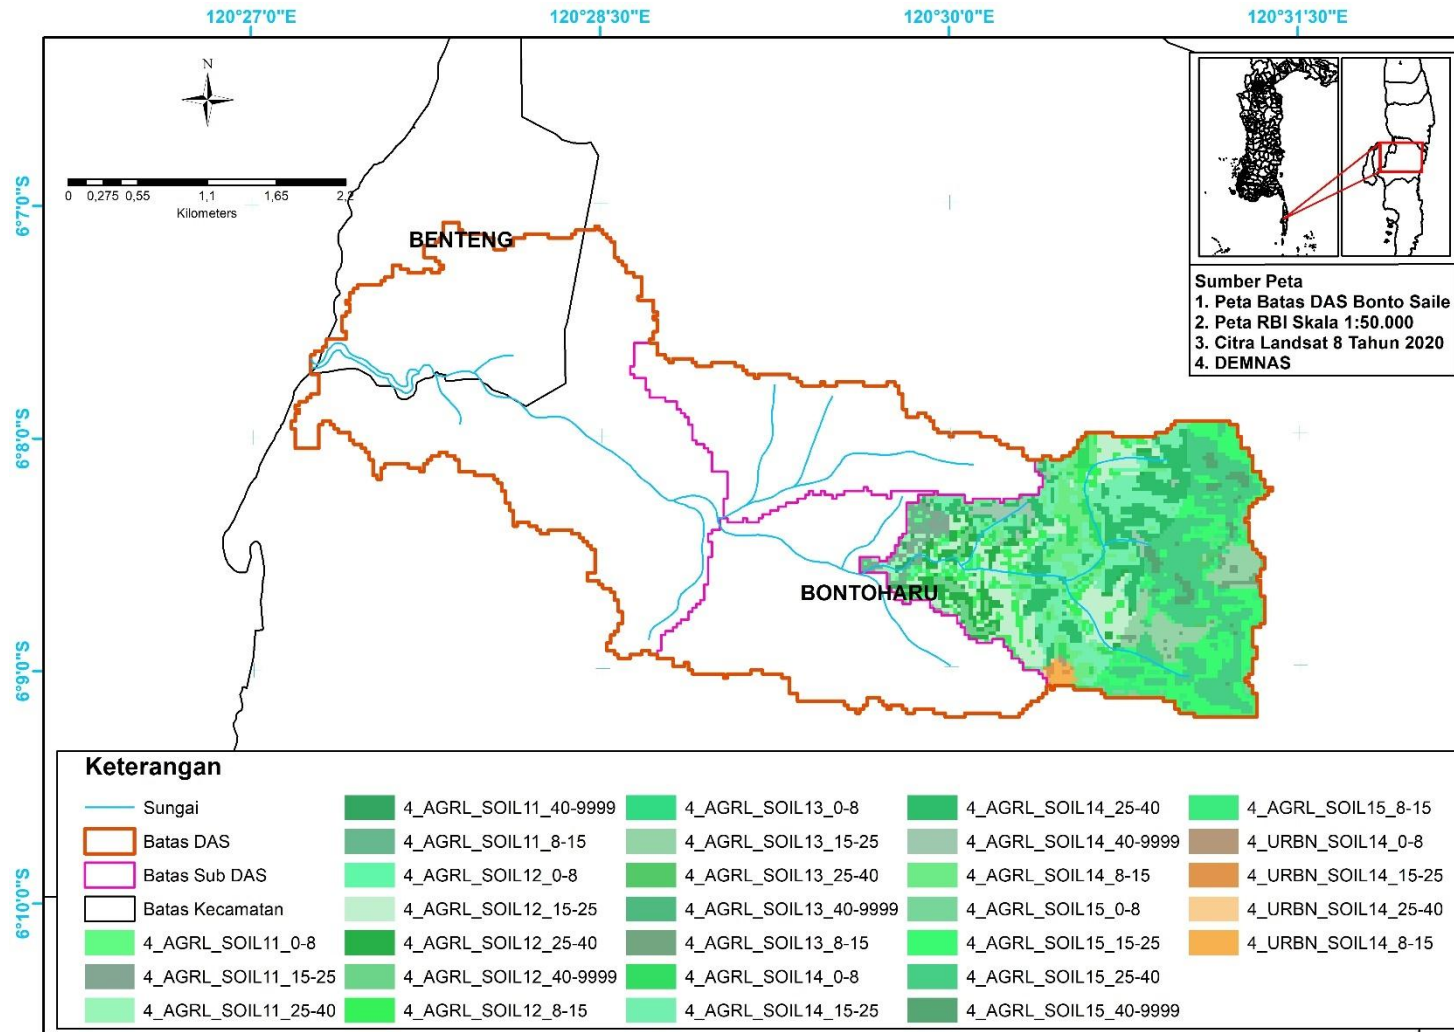 120°27'0"E 120°28'30"E 120°30'0"E 120°31'30"E
N
0 0,275 0,55 1,1 1,65 2,2
Kilometers
6°7'0"S
6°8'0"S
6°9'0"S
6°10'0"S
BENTENG
BONTOHARU
Sumber Peta
1. Peta Batas DAS Bonto Saile
2. Peta RBI Skala 1:50.000
3. Citra Landsat 8 Tahun 2020
4. DEMNAS
Keterangan
Sungai
Batas DAS
Batas Sub DAS
Batas Kecamatan
4_AGRL_SOIL11_0-8
4_AGRL_SOIL11_15-25
4_AGRL_SOIL11_25-40
4_AGRL_SOIL11_40-9999
4_AGRL_SOIL11_8-15
4_AGRL_SOIL12_0-8
4_AGRL_SOIL12_15-25
4_AGRL_SOIL12_25-40
4_AGRL_SOIL12_40-9999
4_AGRL_SOIL12_8-15
4_AGRL_SOIL13_0-8
4_AGRL_SOIL13_15-25
4_AGRL_SOIL13_25-40
4_AGRL_SOIL13_40-9999
4_AGRL_SOIL13_8-15
4_AGRL_SOIL14_0-8
4_AGRL_SOIL14_15-25
4_AGRL_SOIL14_25-40
4_AGRL_SOIL14_40-9999
4_AGRL_SOIL14_8-15
4_AGRL_SOIL15_0-8
4_AGRL_SOIL15_15-25
4_AGRL_SOIL15_25-40
4_AGRL_SOIL15_40-9999
4_AGRL_SOIL15_8-15
4_URBN_SOIL14_0-8
4_URBN_SOIL14_15-25
4_URBN_SOIL14_25-40
4_URBN_SOIL14_8-15